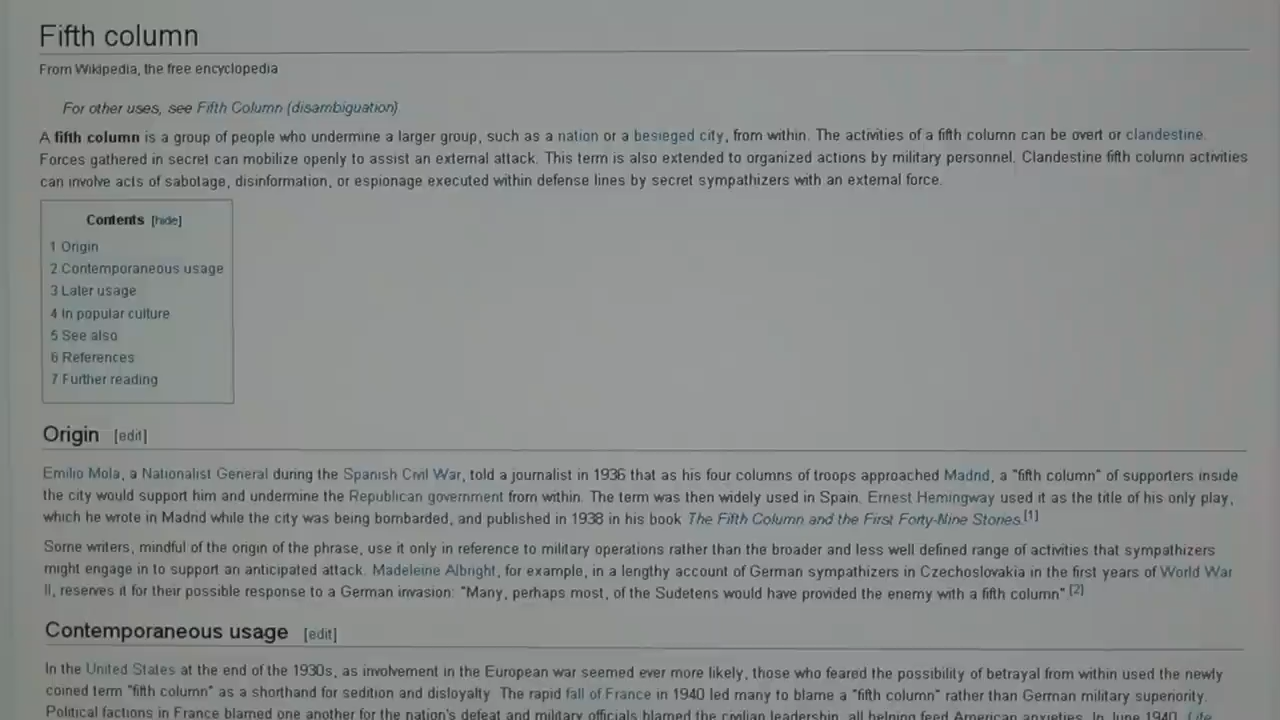 Fifth column
From Wikipedia, the free encyclopedia
For other uses, see Fifth Column (disambiguation).
A fifth column is a group of people who undermine a larger group, such as a nation or a besieged city, from within. The activities of a fifth column can be overt or clandestine.
Forces gathered in secret can mobilize openly to assist an external attack. This term is also extended to organized actions by military personnel. Clandestine fifth column activities
can involve acts of sabotage, disinformation, or espionage executed within defense lines by secret sympathizers with an external force.
Contents [hide]
1 Origin
2 Contemporaneous usage
3 Later usage
4 In popular culture
5 See also
6 References
7 Further reading
Origin [edit]
Emilio Mola, a Nationalist General during the Spanish Civil War, told a journalist in 1936 that as his four columns of troops approached Madrid, a "fifth column" of supporters inside
the city would support him and undermine the Republican government from within. The term was then widely used in Spain. Ernest Hemingway used it as the title of his only play,
which he wrote in Madrid while the city was being bombarded, and published in 1938 in his book The Fifth Column and the First Forty-Nine Stories.[1]
Some writers, mindful of the origin of the phrase, use it only in reference to military operations rather than the broader and less well defined range of activities that sympathizers
might engage in to support an anticipated attack. Madeleine Albright, for example, in a lengthy account of German sympathizers in Czechoslovakia in the first years of World War
II, reserves it for their possible response to a German invasion: "Many, perhaps most, of the Sudetens would have provided the enemy with a fifth column" [2]
Contemporaneous usage [edit]
In the United States at the end of the 1930s, as involvement in the European war seemed ever more likely, those who feared the possibility of betrayal from within used the newly
coined term "fifth column" as a shorthand for sedition and disloyalty. The rapid fall of France in 1940 led many to blame a "fifth column" rather than German military superiority.
Political factions in France blamed one another for the nation's defeat and military officials blamed the civilian leadership, all helping feed American anxieties. In June 1940, Life